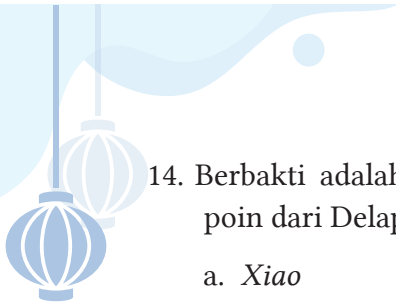 14. Berbakti adalah
poin dari Delap
a. Xiao